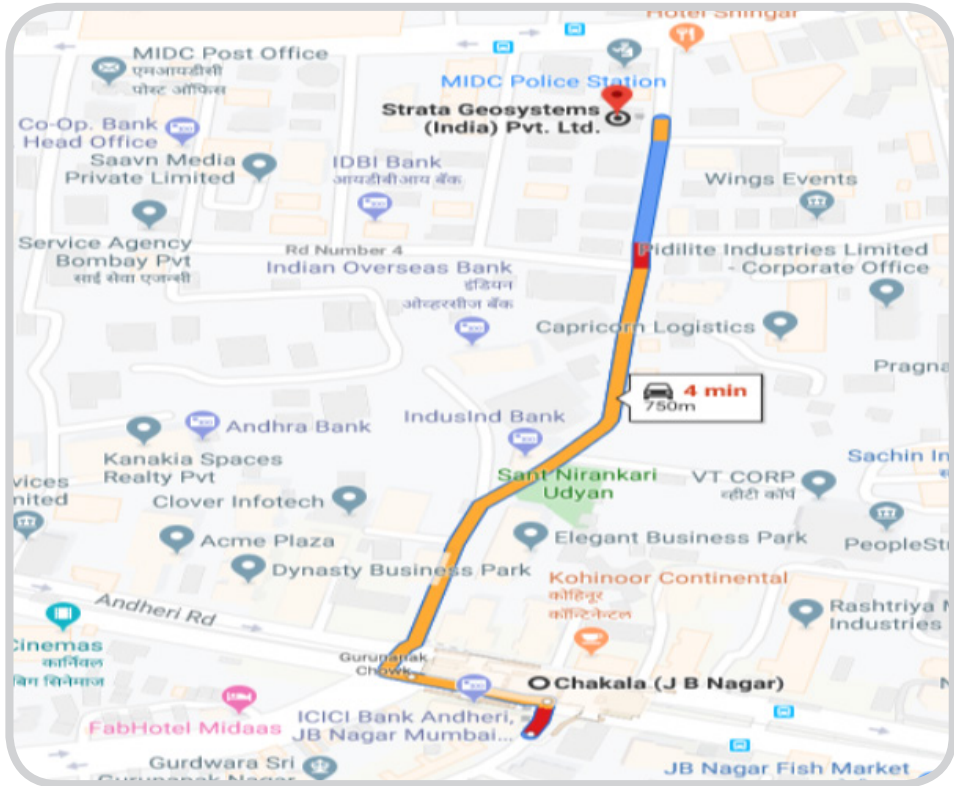 Hotel Shingar
MIDC Post Office
एमआयडीसी
पोस्ट ऑफिस
MIDC Police Station
Strata Geosystems
(India) Pvt. Ltd.
Co-Op. Bank
Head Office
Saavn Media
Private Limited
IDBI Bank
आयडीबीआय बँक
Wings Events
Service Agency
Bombay Pvt
साई सेवा एजन्सी
Rd Number 4
Indian Overseas Bank
इंडियन
ओव्हरसीज बँक
Pidilite Industries Limited
- Corporate Office
Capricorn Logistics
Pragna
4 min
750m
IndusInd Bank
Andhra Bank
Kanakia Spaces
Realty Pvt
Sant Nirankari
Udyan
VT CORP
व्हीटी कॉर्प
Sachin In
vices
nited
Clover Infotech
Acme Plaza
Elegant Business Park
PeopleSt
Dynasty Business Park
Kohinoor Continental
कोहिनूर
कॉन्टिनेन्टल
Andheri Rd
Rashtriya
Industries
Cinemas
कार्निवल
बिग सिनेमाज
Gurunanak
Chowk
Chakala (J B Nagar)
FabHotel Midaas
ICICI Bank Andheri,
JB Nagar Mumbai...
Gurdwara Sri
Gurunanak Nagar
JB Nagar Fish Market